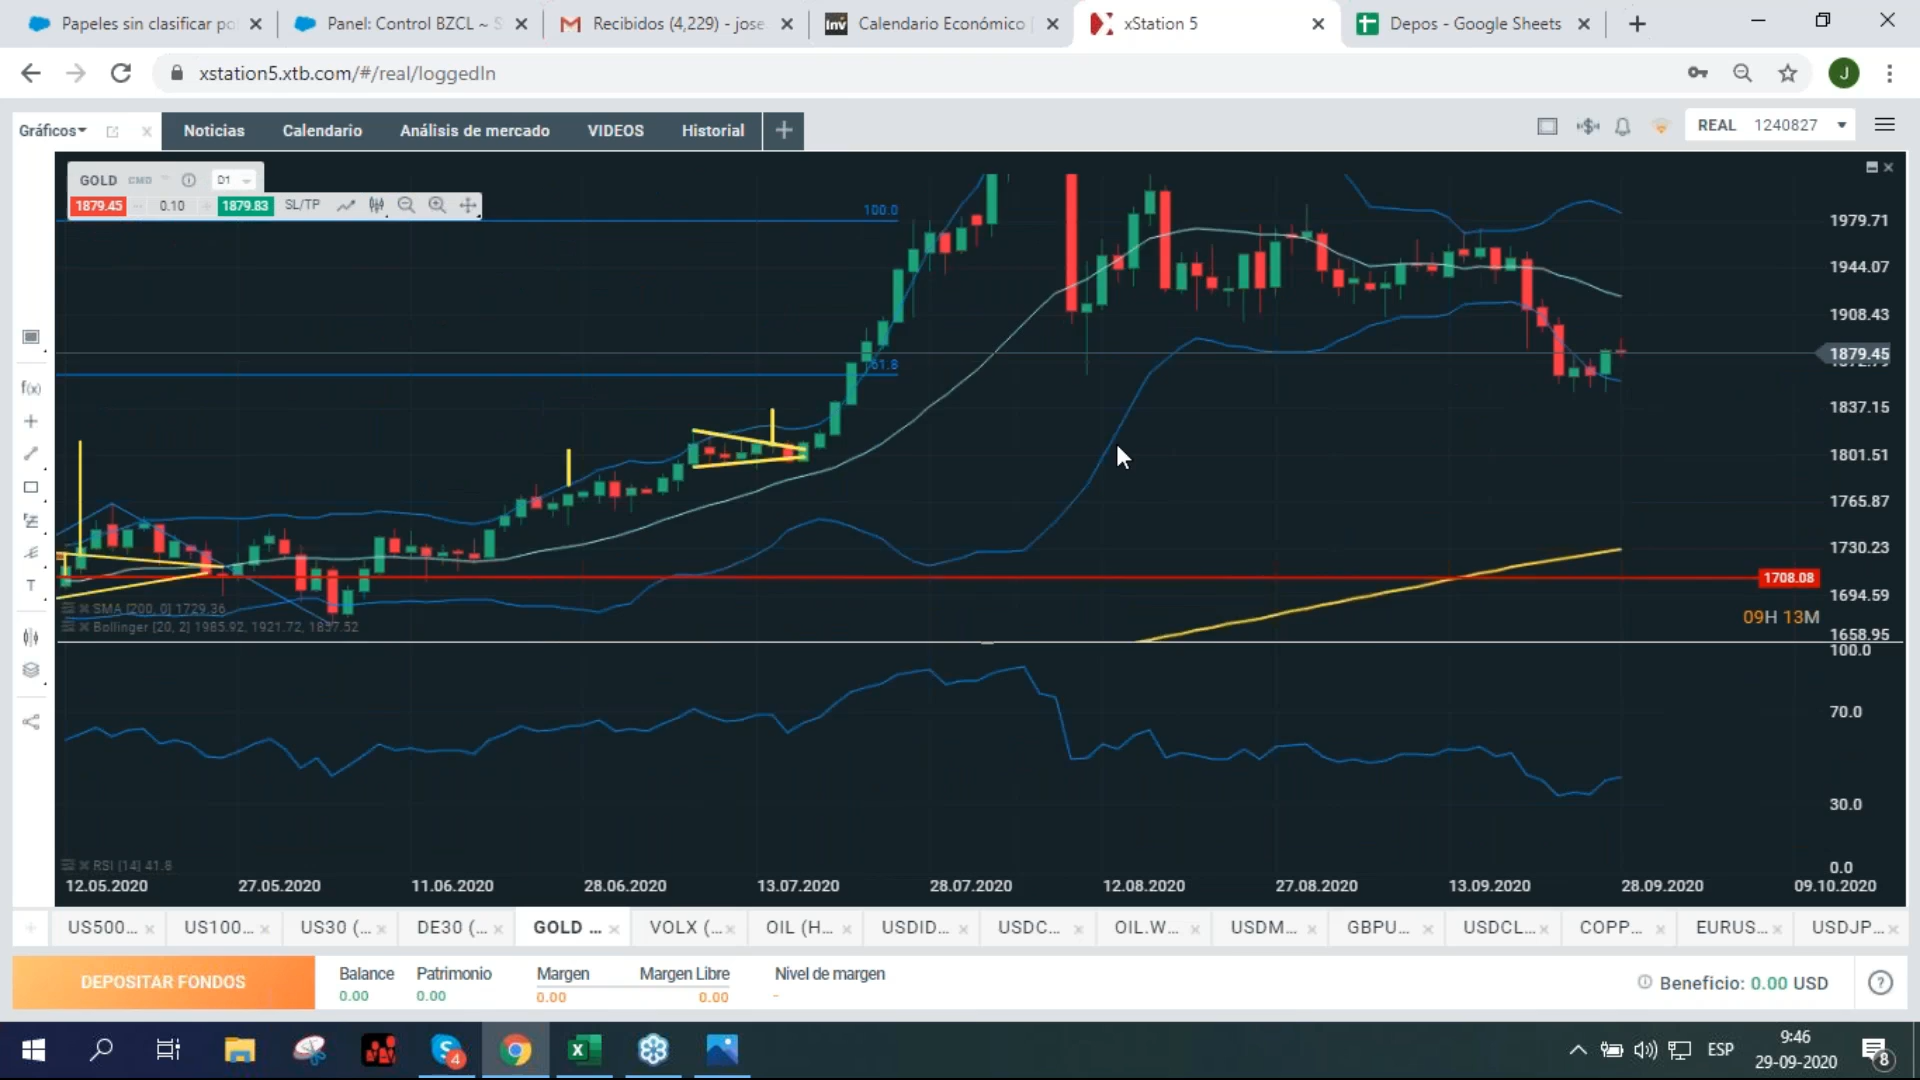 Papeles sin clasificar po
Panel: Control BZCL ~ S
Recibidos (4,229) - jose
Calendario Económico
xStation 5
Depos - Google Sheets
xstation5.xtb.com/#/real/loggedIn
J
Gráficos
Noticias
Calendario
Análisis de mercado
VIDEOS
Historial
REAL 1240827
GOLD CMD D1
1879.45 0.10 1879.83 SL/TP
100.0
61.8
1979.71
1944.07
1908.43
1879.45
1837.15
1801.51
1765.87
1730.23
1708.08
1694.59
09H 13M
1658.95
f(x)
T
SMA [200, 0] 1729.36
Bollinger [20, 2] 1985.92, 1921.72, 1857.52
100.0
70.0
30.0
0.0
RSI [14] 41.8
12.05.2020 27.05.2020 11.06.2020 28.06.2020 13.07.2020 28.07.2020 12.08.2020 27.08.2020 13.09.2020 28.09.2020 09.10.2020
US500... US100... US30 (... DE30 (... GOLD ... VOLX (... OIL (H... USDID... USDC... OIL.W... USDM... GBPU... USDCL... COPP... EURUS... USDJP...
DEPOSITAR FONDOS
Balance Patrimonio Margen Margen Libre Nivel de margen
0.00 0.00 0.00 0.00 -
Beneficio: 0.00 USD
?
4
ESP
9:46
29-09-2020
8